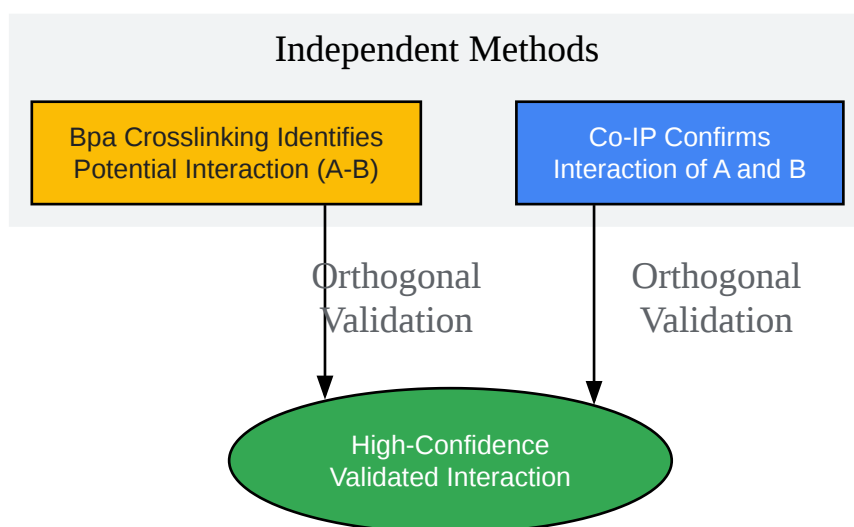 Independent Methods
Bpa Crosslinking Identifies
Potential Interaction (A-B)
Co-IP Confirms
Interaction of A and B
Orthogonal
Validation
Orthogonal
Validation
High-Confidence
Validated Interaction